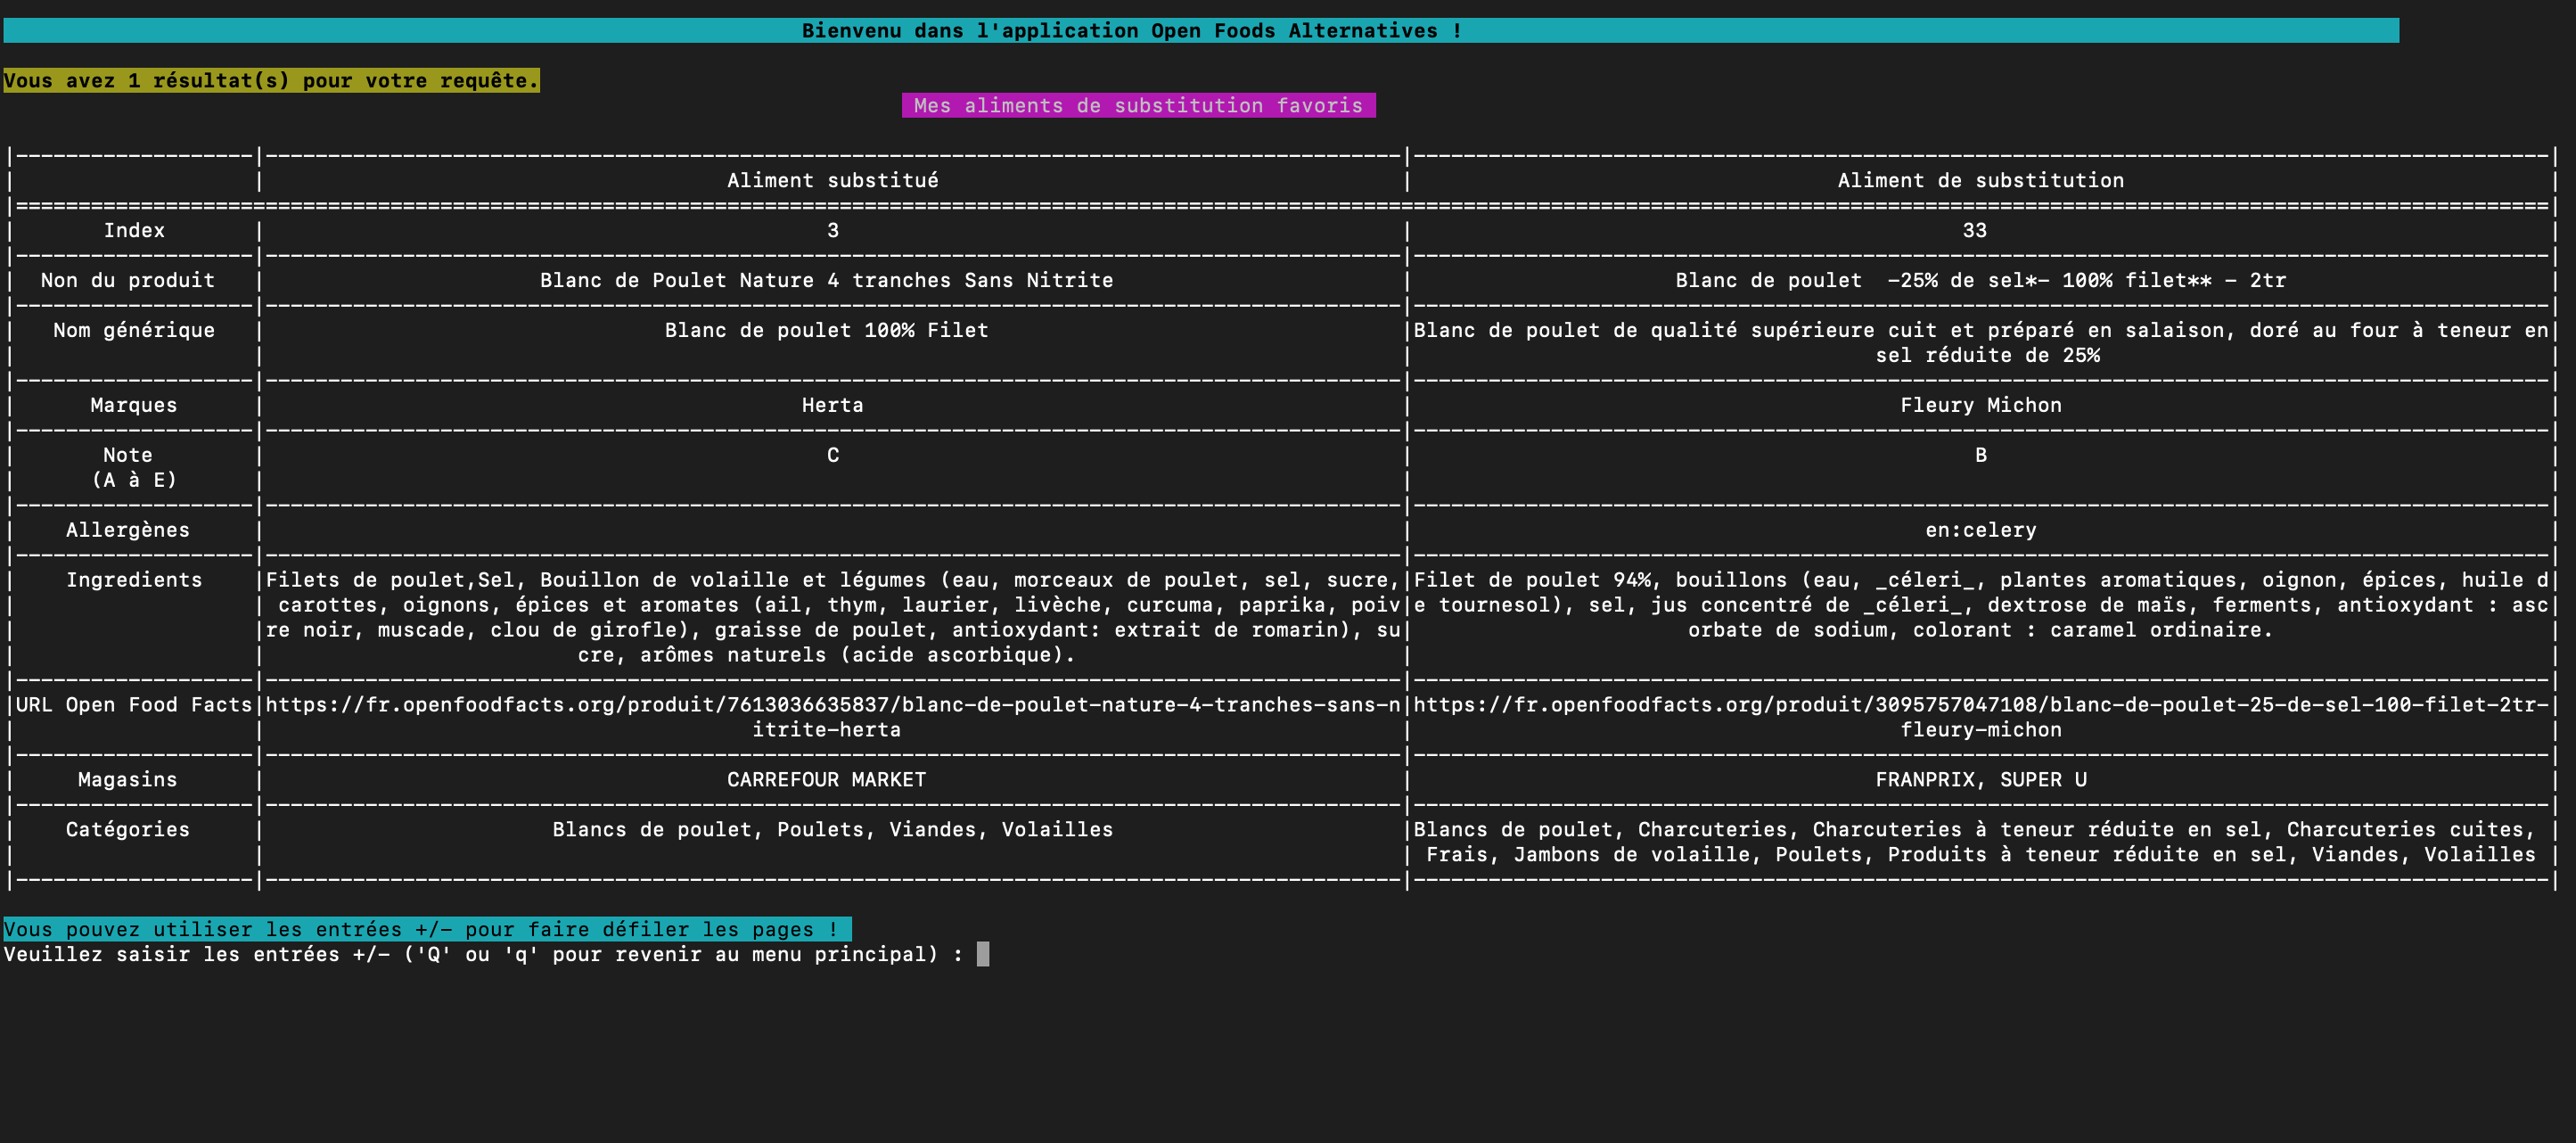 Bienvenu dans l'application Open Foods Alternatives !
Vous avez 1 résultat(s) pour votre requête.
Mes aliments de substitution favoris
Aliment substitué | Aliment de substitution
Index | 3 | 33
Non du produit | Blanc de Poulet Nature 4 tranches Sans Nitrite | Blanc de poulet  -25% de sel*- 100% filet** - 2tr
Nom générique | Blanc de poulet 100% Filet | Blanc de poulet de qualité supérieure cuit et préparé en salaison, doré au four à teneur en
sel réduite de 25%
Marques | Herta | Fleury Michon
Note | C | B
(A à E)
Allergènes | | en:celery
Ingredients | Filets de poulet,Sel, Bouillon de volaille et légumes (eau, morceaux de poulet, sel, sucre, | Filet de poulet 94%, bouillons (eau, _céleri_, plantes aromatiques, oignon, épices, huile d
carottes, oignons, épices et aromates (ail, thym, laurier, livèche, curcuma, paprika, poiv | e tournesol), sel, jus concentré de _céleri_, dextrose de maïs, ferments, antioxydant : asc
re noir, muscade, clou de girofle), graisse de poulet, antioxydant: extrait de romarin), su | orbate de sodium, colorant : caramel ordinaire.
cre, arômes naturels (acide ascorbique).
URL Open Food Facts | https://fr.openfoodfacts.org/produit/7613036635837/blanc-de-poulet-nature-4-tranches-sans-n | https://fr.openfoodfacts.org/produit/3095757047108/blanc-de-poulet-25-de-sel-100-filet-2tr-
itrite-herta | fleury-michon
Magasins | CARREFOUR MARKET | FRANPRIX, SUPER U
Catégories | Blancs de poulet, Poulets, Viandes, Volailles | Blancs de poulet, Charcuteries, Charcuteries à teneur réduite en sel, Charcuteries cuites,
Frais, Jambons de volaille, Poulets, Produits à teneur réduite en sel, Viandes, Volailles
Vous pouvez utiliser les entrées +/- pour faire défiler les pages !
Veuillez saisir les entrées +/- ('Q' ou 'q' pour revenir au menu principal) :